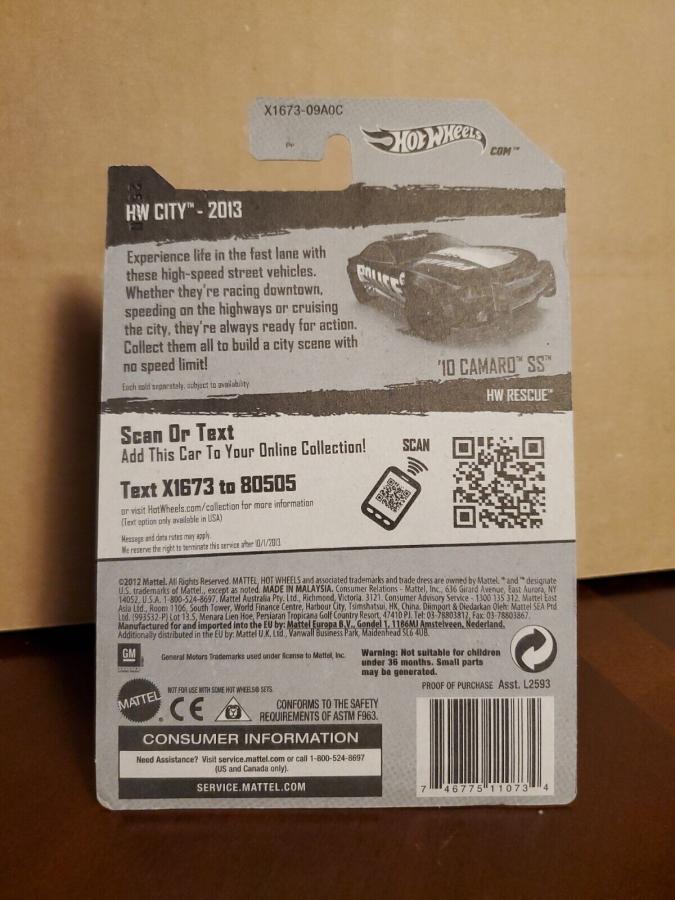 X1673-09A0C
HOT WHEELS
.COM™
HW CITY™ - 2013
Experience life in the fast lane with
these high-speed street vehicles.
Whether they're racing downtown,
speeding on the highways or cruising
the city, they're always ready for action.
Collect them all to build a city scene with
no speed limit!
Each sold separately, subject to availability.
POLICE
'10 CAMARO™ SS™
HW RESCUE™
Scan Or Text
Add This Car To Your Online Collection!
SCAN
Text X1673 to 80505
or visit HotWheels.com/collection for more information
(Text option only available in USA)
Message and data rates may apply.
We reserve the right to terminate this service after 10/1/2013.
©2012 Mattel. All Rights Reserved. MATTEL, HOT WHEELS and associated trademarks and trade dress are owned by Mattel. ™ and ™ designate
U.S. trademarks of Mattel, except as noted. MADE IN MALAYSIA. Consumer Relations - Mattel, Inc., 636 Girard Avenue, East Aurora, NY
14052, U.S.A. 1-800-524-8697. Mattel Australia Pty. Ltd., Richmond, Victoria. 3121. Consumer Advisory Service - 1300 135 312. Mattel East
Asia Ltd., Room 1106, South Tower, World Finance Centre, Harbour City, Tsimshatsui, HK, China. Diimport & Diedarkan Oleh: Mattel SEA Ptd
Ltd. (993532-P) Lot 13.5, Menara Lien Hoe, Persiaran Tropicana Golf Country Resort, 47410 PJ. Tel: 03-78803817, Fax: 03-78803867.
Manufactured for and imported into the EU by: Mattel Europa B.V., Gondel 1, 1186MJ Amstelveen, Nederland.
Additionally distributed in the EU by: Mattel U.K. Ltd., Vanwall Business Park, Maidenhead SL6 4UB.
GM
General Motors Trademarks used under license to Mattel, Inc.
Warning: Not suitable for children
under 36 months. Small parts
may be generated.
PROOF OF PURCHASE Asst. L2593
MATTEL
NOT FOR USE WITH SOME HOT WHEELS® SETS.
CE
CONFORMS TO THE SAFETY
REQUIREMENTS OF ASTM F963.
CONSUMER INFORMATION
Need Assistance? Visit service.mattel.com or call 1-800-524-8697
(US and Canada only).
SERVICE.MATTEL.COM
7 46775 11073 4